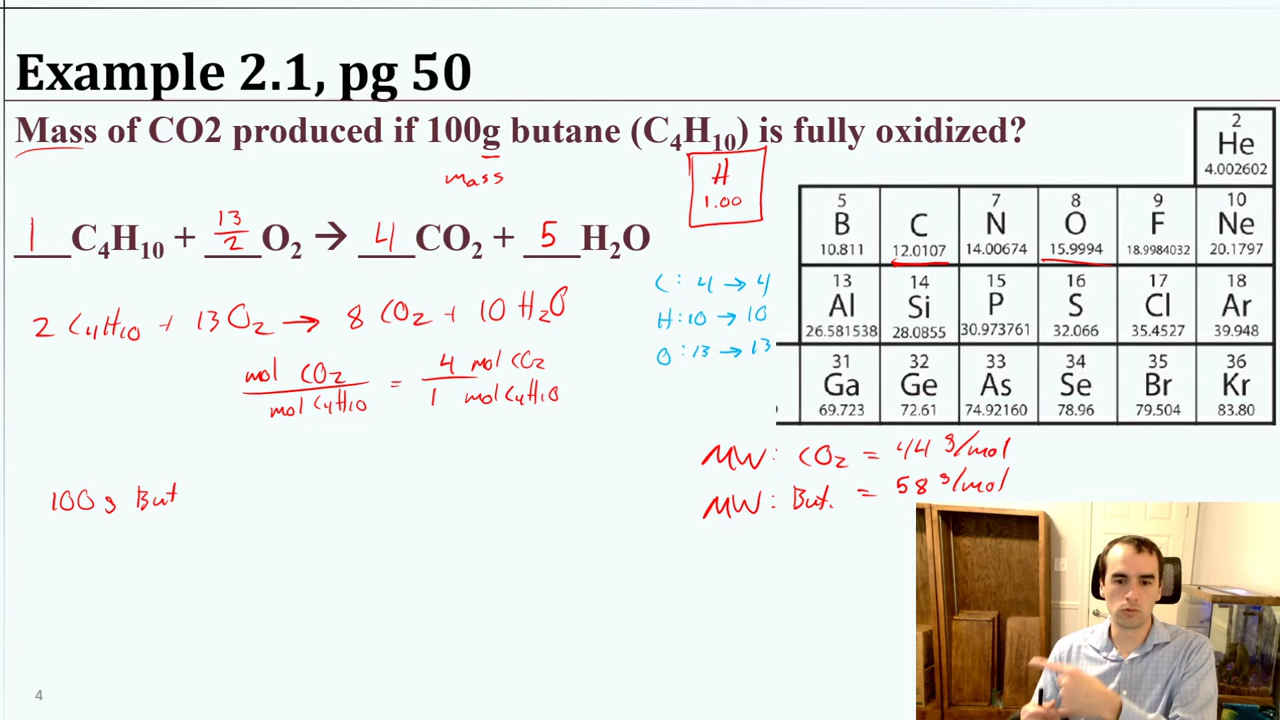 Example 2.1, pg 50
Mass of CO2 produced if 100g butane (C₄H₁₀) is fully oxidized?
mass
H
1.00
1 C₄H₁₀ + 13/2 O₂ → 4 CO₂ + 5 H₂O
2 C₄H₁₀ + 13 O₂ → 8 CO₂ + 10 H₂O
mol CO₂ / mol C₄H₁₀ = 4 mol CO₂ / 1 mol C₄H₁₀
C: 4 → 4
H: 10 → 10
O: 13 → 13
2
He
4.002602
5 6 7 8 9 10
B C N O F Ne
10.811 12.0107 14.00674 15.9994 18.9984032 20.1797
13 14 15 16 17 18
Al Si P S Cl Ar
26.581538 28.0855 30.973761 32.066 35.4527 39.948
31 32 33 34 35 36
Ga Ge As Se Br Kr
69.723 72.61 74.92160 78.96 79.504 83.80
MW: CO₂ = 44 g/mol
MW: But. = 58 g/mol
100 g But
4